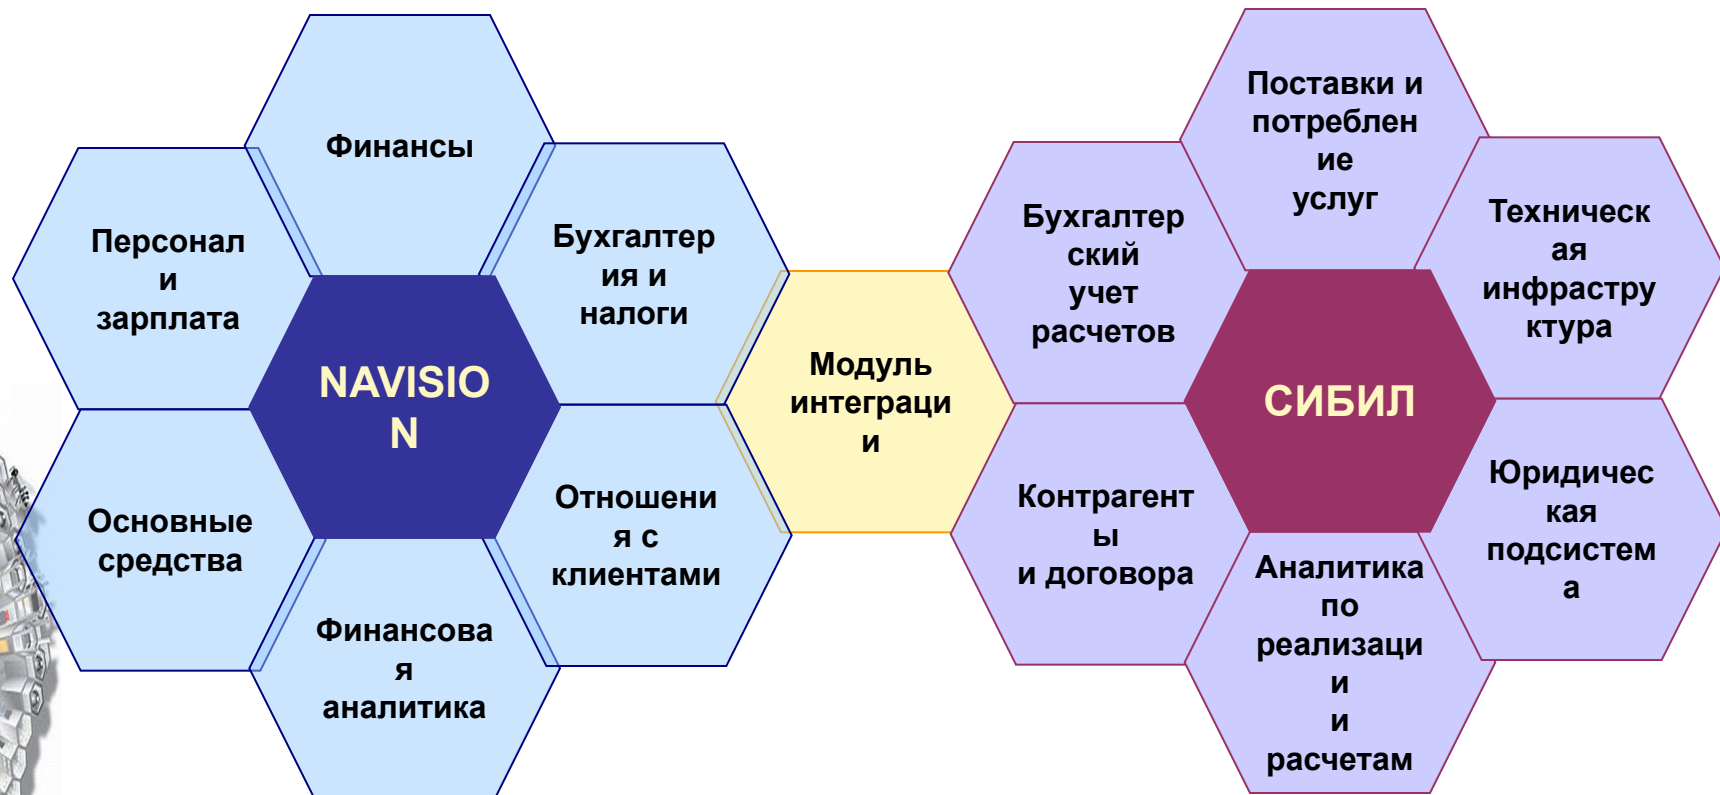 Финансы
Персонал
и
зарплата
Бухгалтер
ия и
налоги
NAVISIO
N
Основные
средства
Отношени
я с
клиентами
Финансова
я
аналитика
Модуль
интеграци
и
Поставки и
потреблен
ие
услуг
Бухгалтер
ский
учет
расчетов
Техническ
ая
инфрастру
ктура
СИБИЛ
Контрагент
ы
и договора
Юридичес
кая
подсистем
а
Аналитика
по
реализаци
и
и
расчетам